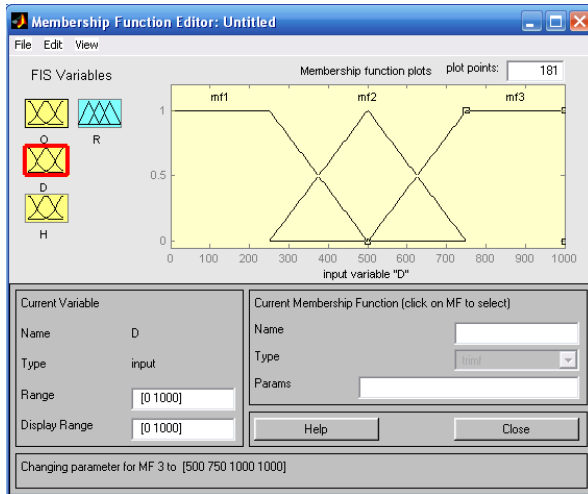 Membership Function Editor: Untitled
File Edit View
FIS Variables
Membership function plots plot points: 181
O
R
D
H
mf1 mf2 mf3
1
0.5
0
0 100 200 300 400 500 600 700 800 900 1000
input variable "D"
Current Variable
Name D
Type input
Range [0 1000]
Display Range [0 1000]
Current Membership Function (click on MF to select)
Name
Type trimf
Params
Help Close
Changing parameter for MF 3 to [500 750 1000 1000]